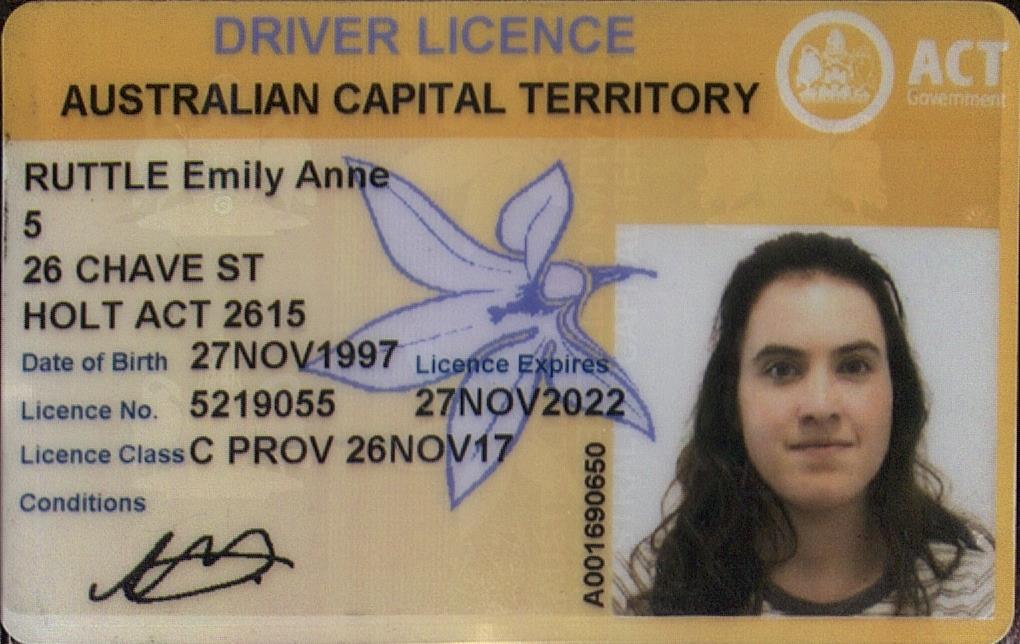 DRIVER LICENCE
AUSTRALIAN CAPITAL TERRITORY
ACT
Government
RUTTLE Emily Anne
5
26 CHAVE ST
HOLT ACT 2615
Date of Birth 27NOV1997 Licence Expires
Licence No. 5219055 27NOV2022
Licence Class C PROV 26NOV17
Conditions
A001690650